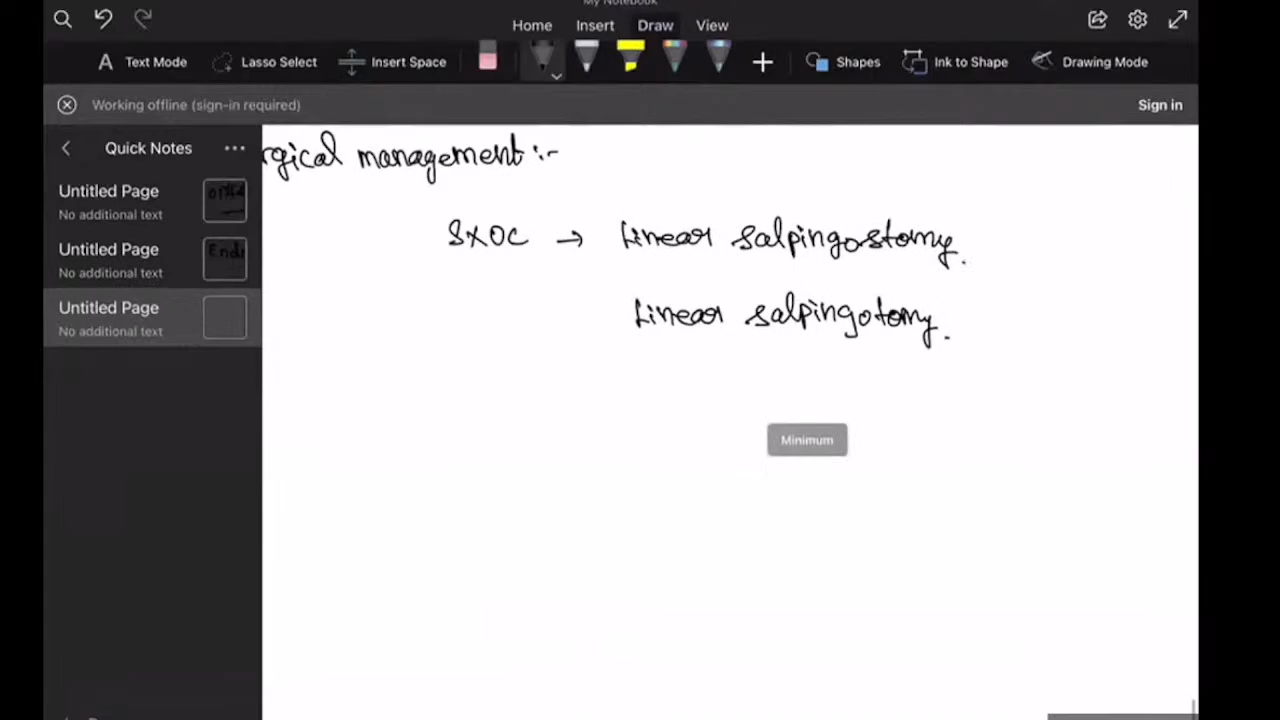 My Notebook
Home Insert Draw View
Text Mode Lasso Select Insert Space Shapes Ink to Shape Drawing Mode
Working offline (sign-in required) Sign in
Quick Notes
Untitled Page
No additional text
Untitled Page
No additional text
Untitled Page
No additional text
rgical management :-
SXOC → Linear salpingostomy.
Linear salpingotomy.
Minimum